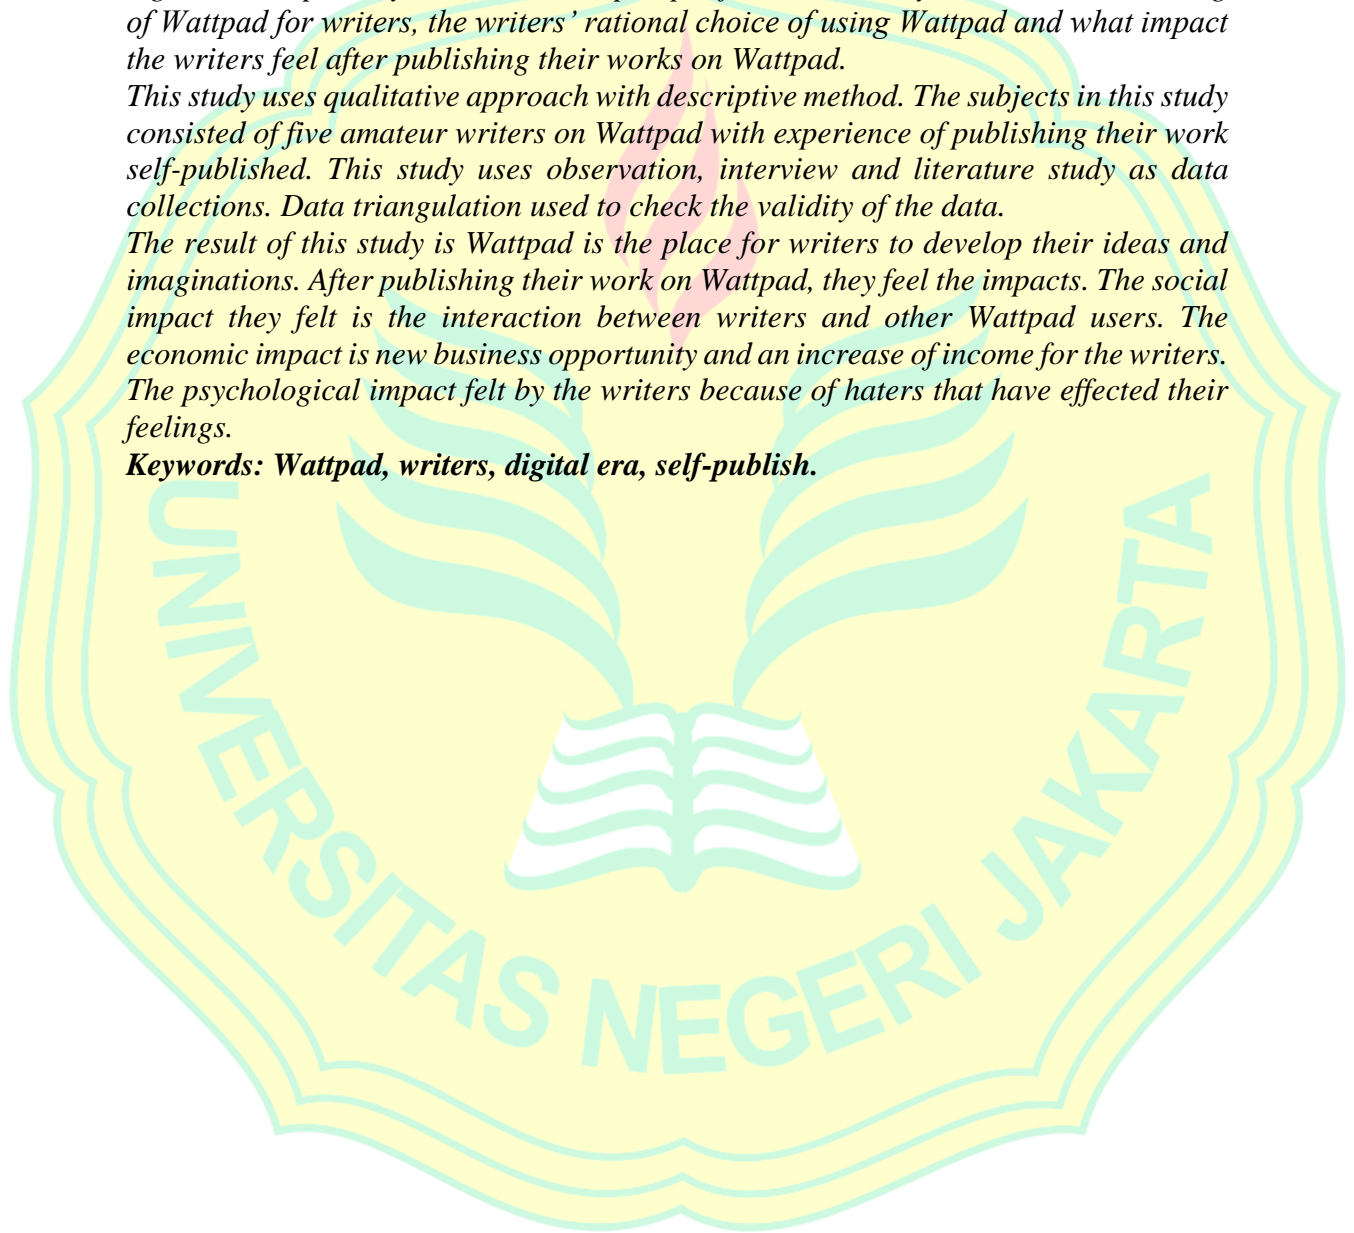 of Wattpad for writers, the writers’ rational choice of using Wattpad and what impact
the writers feel after publishing their works on Wattpad.
This study uses qualitative approach with descriptive method. The subjects in this study
consisted of five amateur writers on Wattpad with experience of publishing their work
self-published. This study uses observation, interview and literature study as data
collections. Data triangulation used to check the validity of the data.
The result of this study is Wattpad is the place for writers to develop their ideas and
imaginations. After publishing their work on Wattpad, they feel the impacts. The social
impact they felt is the interaction between writers and other Wattpad users. The
economic impact is new business opportunity and an increase of income for the writers.
The psychological impact felt by the writers because of haters that have effected their
feelings.
Keywords: Wattpad, writers, digital era, self-publish.
UNIVERSITAS NEGERI JAKARTA